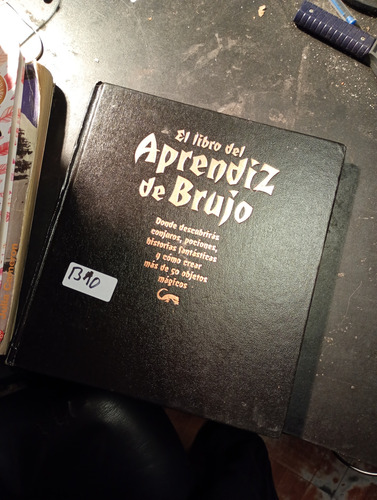 El libro del
Aprendiz
de Brujo
Donde descubrirás
conjuros, pociones,
historias fantásticas
y cómo crear
más de 50 objetos
mágicos